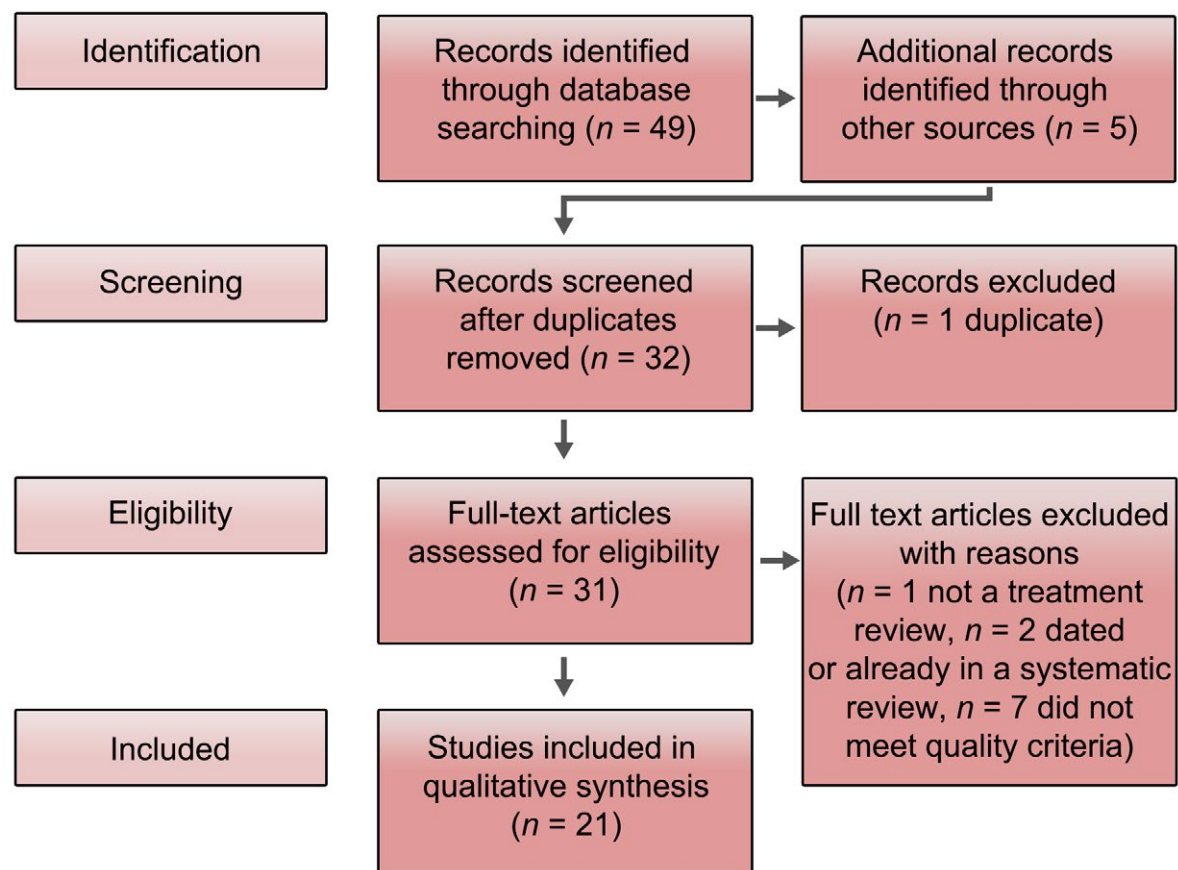 Identification
Records identified
through database
searching (n = 49)
Additional records
identified through
other sources (n = 5)
Screening
Records screened
after duplicates
removed (n = 32)
Records excluded
(n = 1 duplicate)
Eligibility
Full-text articles
assessed for eligibility
(n = 31)
Full text articles excluded
with reasons
(n = 1 not a treatment
review, n = 2 dated
or already in a systematic
review, n = 7 did not
meet quality criteria)
Included
Studies included in
qualitative synthesis
(n = 21)